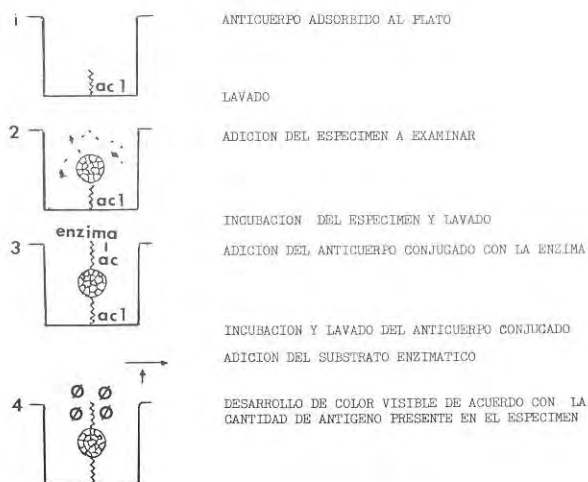 i
ac1
ANTICUERPO ADSORBIDO AL PLATO
LAVADO
2
ac1
ADICION DEL ESPECIMEN A EXAMINAR
INCUBACION DEL ESPECIMEN Y LAVADO
3
enzima
ac
ac1
ADICION DEL ANTICUERPO CONJUGADO CON LA ENZIMA
INCUBACION Y LAVADO DEL ANTICUERPO CONJUGADO
ADICION DEL SUBSTRATO ENZIMATICO
4
Ø Ø
Ø Ø
DESARROLLO DE COLOR VISIBLE DE ACUERDO CON LA
CANTIDAD DE ANTIGENO PRESENTE EN EL ESPECIMEN